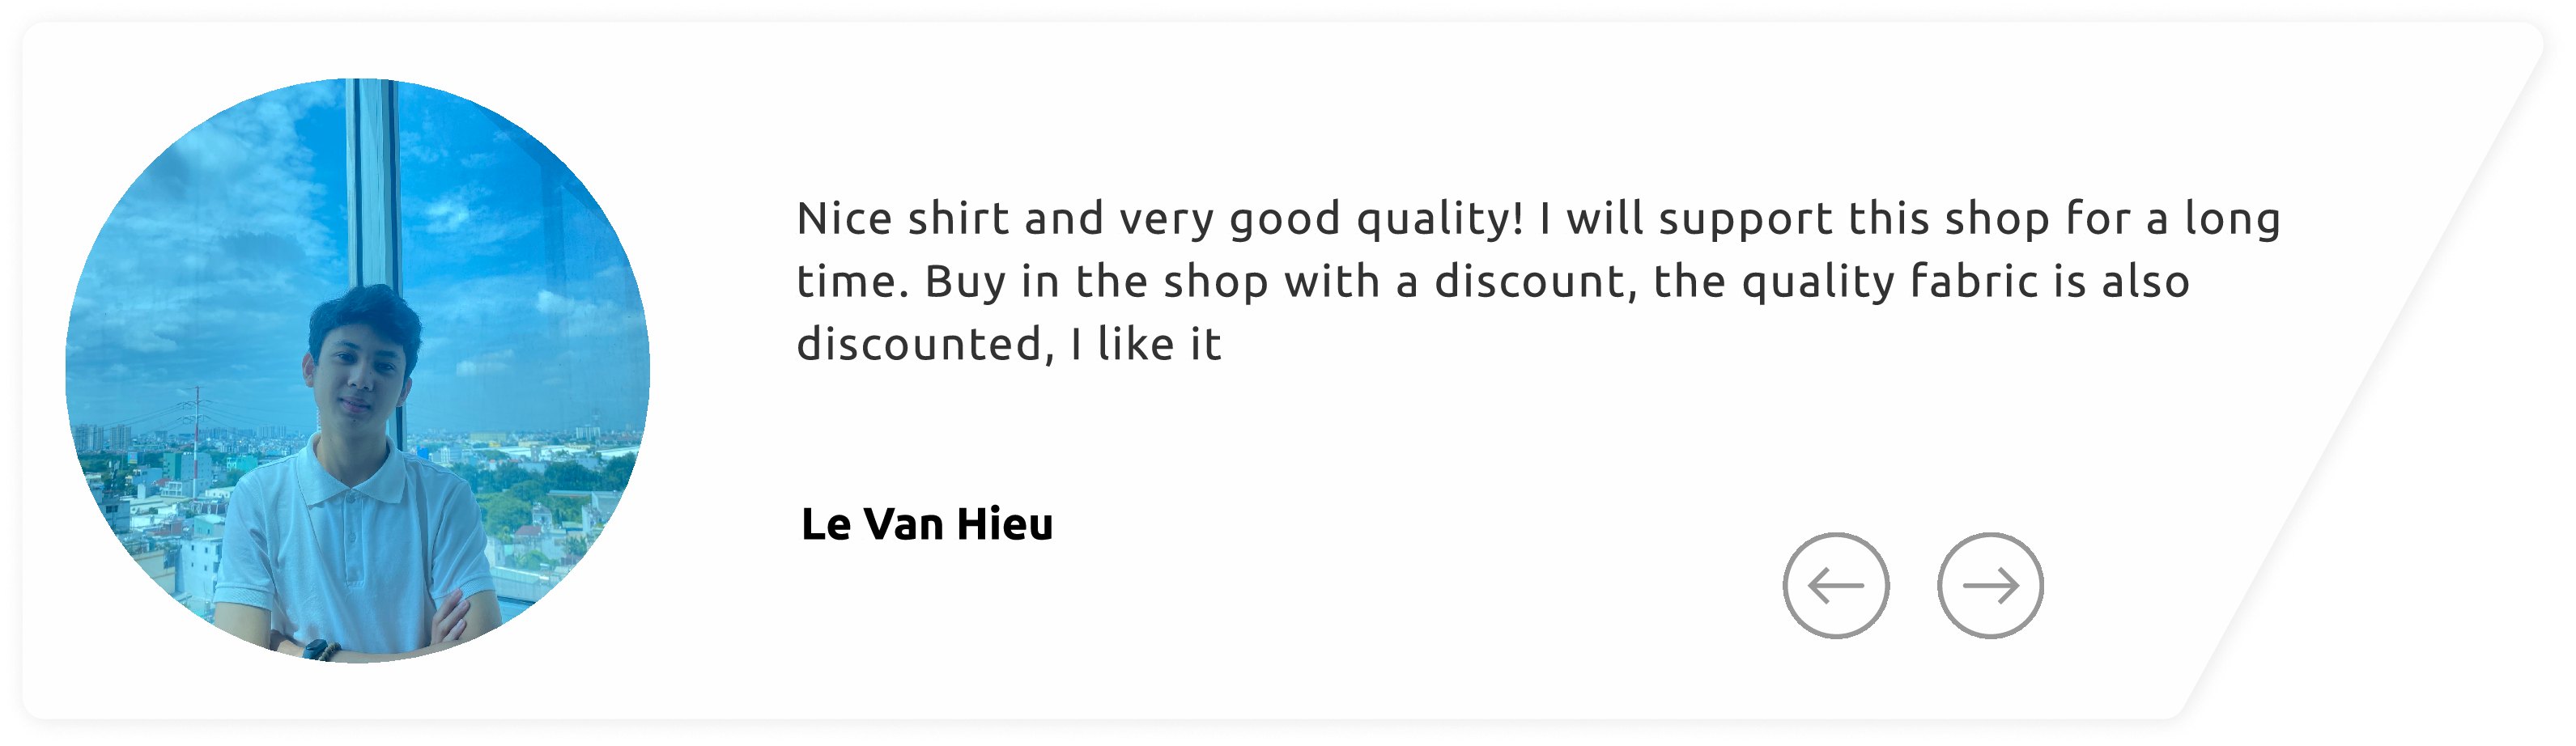 Nice shirt and very good quality! I will support this shop for a long
time. Buy in the shop with a discount, the quality fabric is also
discounted, I like it
Le Van Hieu